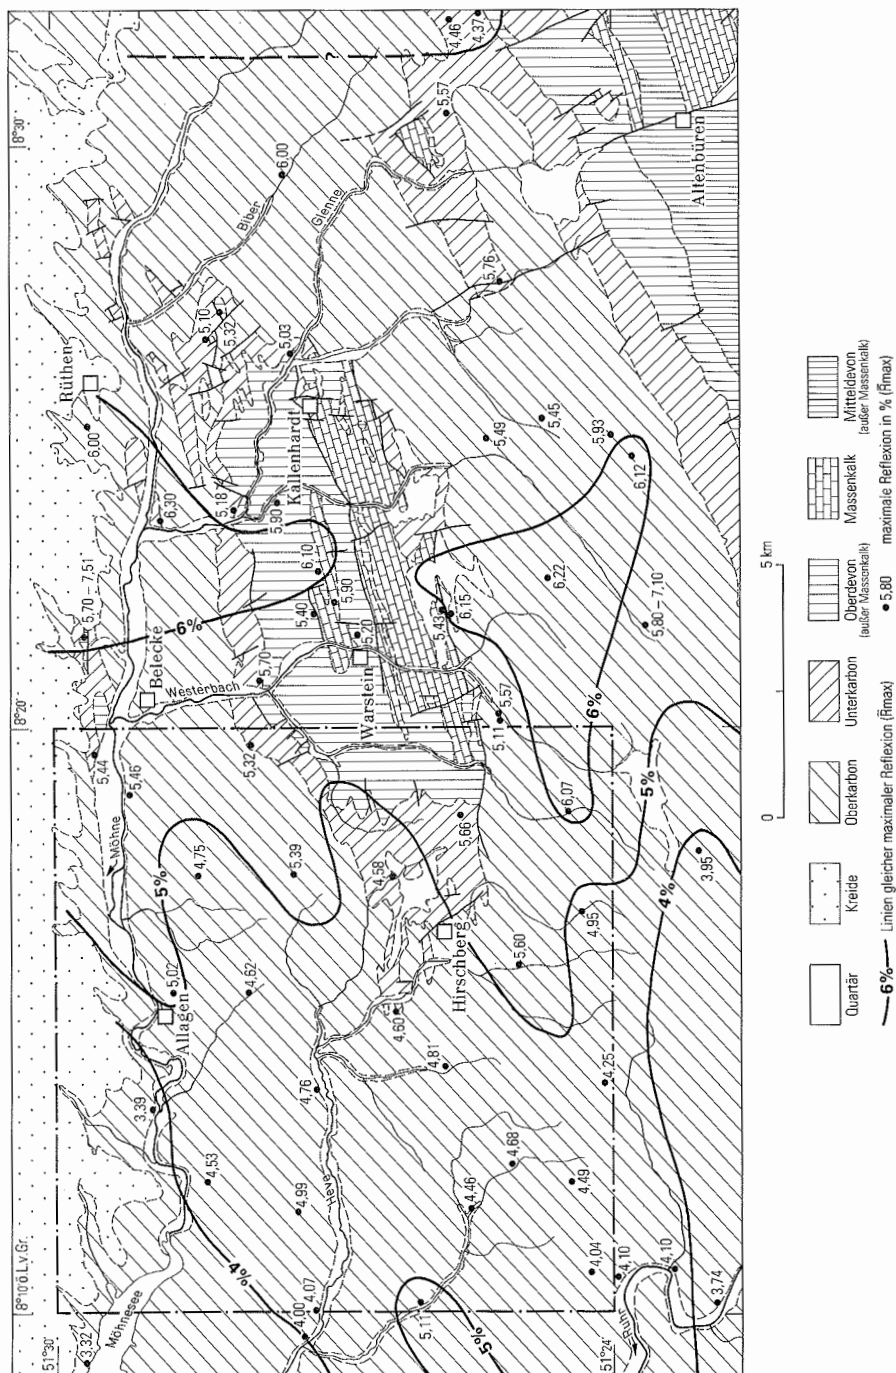 8°10'ö.L.v.Gr.
8°20'
8°30'
51°30'
51°24'
3,32
Möhnesee
3,39
Allagen
5,02
Möhne
5,44
5,46
Belecke
5,70 – 7,51
6,30
6,00
Rüthen
4%
4,53
4,62
5%
4,75
Westerbach
6%
5,32
5,70
5,18
5,10
5,32
Biber
6,00
?
4,00
4,07
4,99
Heve
4,76
5,39
5,40
6,10
5,90
Kallenhardt
5,03
Glenne
5,11
4,60
4,58
5,20
5,90
Warstein
4,46
4,81
Hirschberg
5,66
5,43
6,15
5,57
4,46
4,37
5%
4,68
5,60
5,11
5,57
5,49
5,76
4,04
4,49
4,95
6,07
6%
6,22
5,45
4,10
Ruhr
4,25
5%
5,80 – 7,10
6,12
5,93
4,10
4%
3,74
3,95
Altenbüren
0
5 km
Quartär
Kreide
Oberkarbon
Unterkarbon
Oberdevon
(außer Massenkalk)
Massenkalk
Mitteldevon
(außer Massenkalk)
6% Linien gleicher maximaler Reflexion (R̄max)
5,80 maximale Reflexion in % (R̄max)